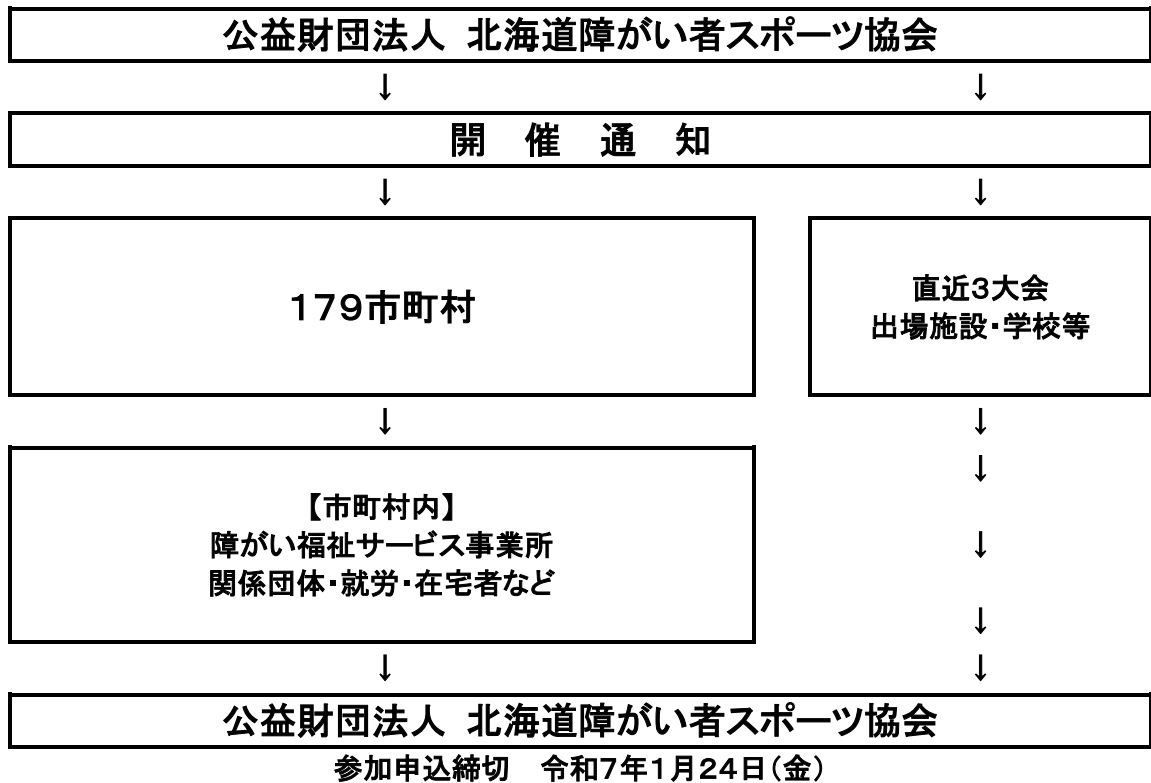 公益財団法人 北海道障がい者スポーツ協会
↓ ↓
開 催 通 知
↓ ↓
179市町村
直近3大会
出場施設・学校等
↓ ↓
↓
【市町村内】
障がい福祉サービス事業所
関係団体・就労・在宅者など
↓
↓
↓ ↓
公益財団法人 北海道障がい者スポーツ協会
参加申込締切 令和7年1月24日(金)